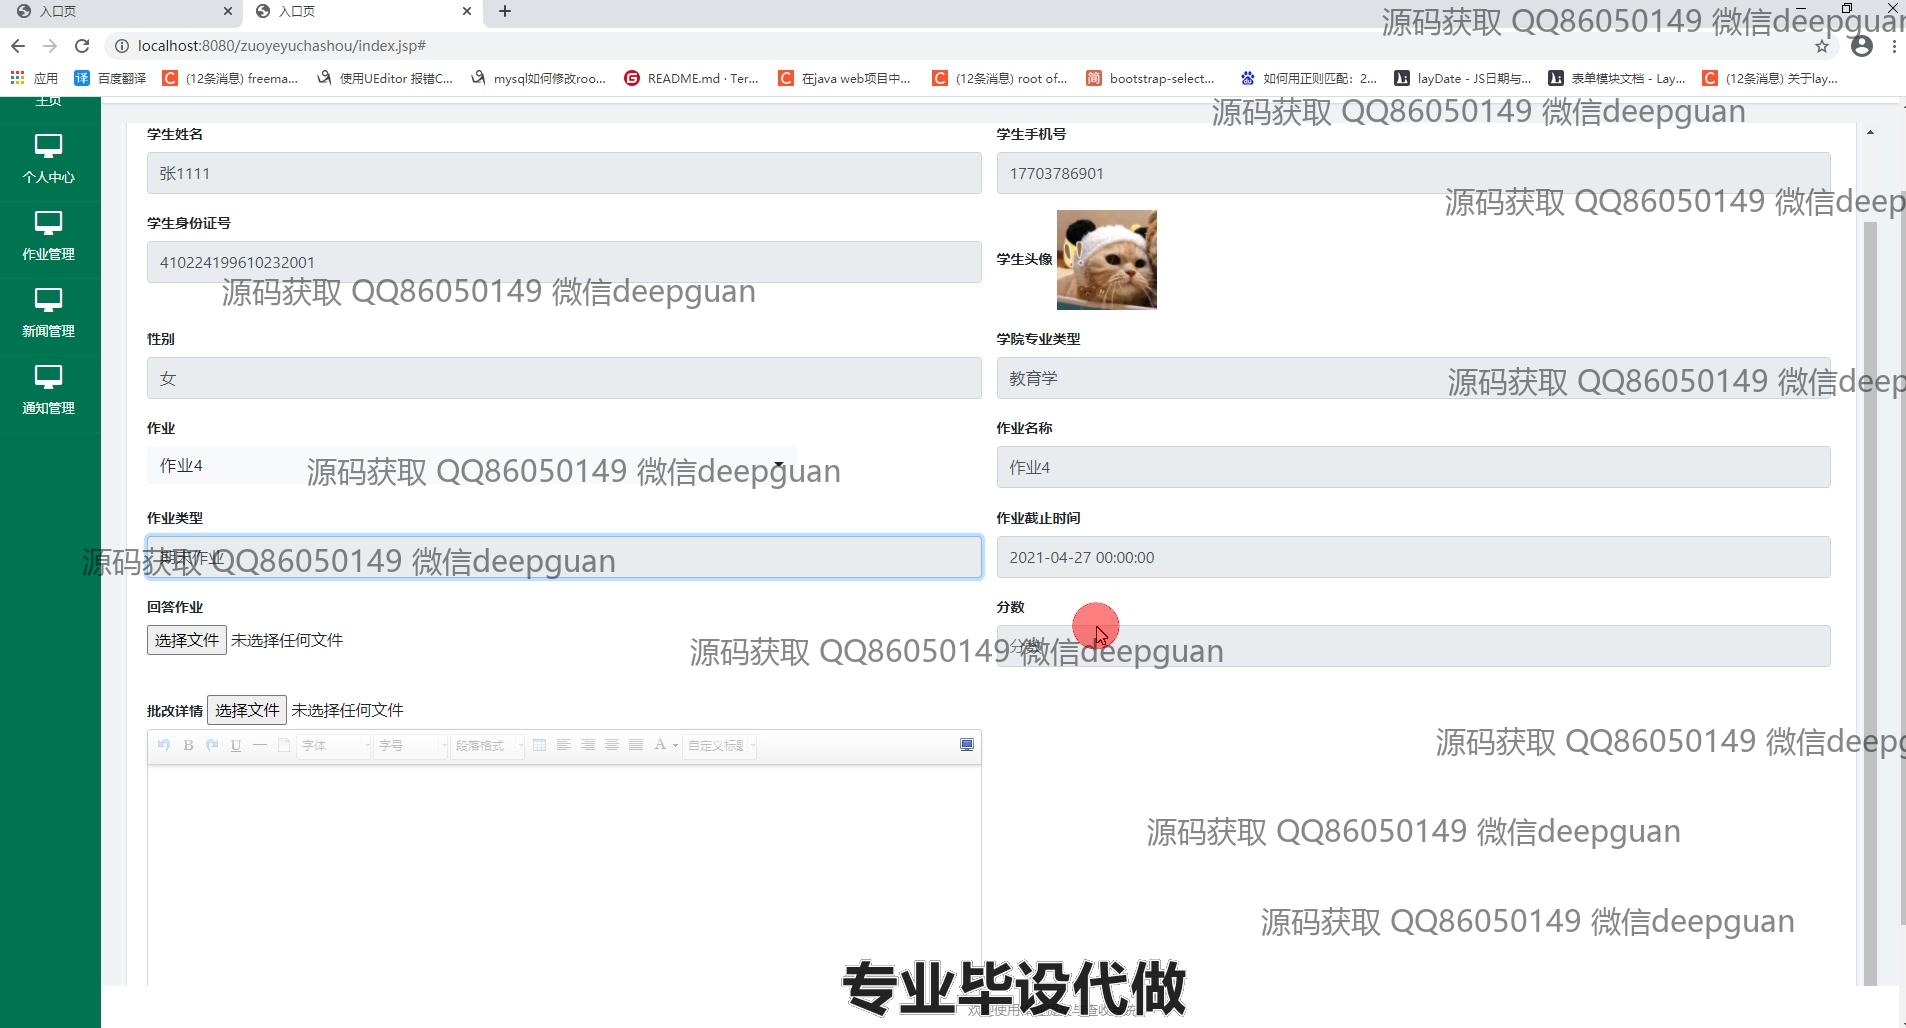 入口页
入口页
源码获取 QQ86050149 微信deepguan
localhost:8080/zuoyeyuchashou/index.jsp#
应用
百度翻译
(12条消息) freema...
使用UEditor 报错C...
mysql如何修改roo...
README.md · Ter...
在java web项目中...
(12条消息) root of...
bootstrap-select...
如何用正则匹配：2...
layDate - JS日期与...
表单模块文档 - Lay...
(12条消息) 关于lay...
主页
源码获取 QQ86050149 微信deepguan
学生姓名
学生手机号
张1111
17703786901
个人中心
源码获取 QQ86050149 微信deep
学生身份证号
作业管理
410224199610232001
学生头像
源码获取 QQ86050149 微信deepguan
新闻管理
性别
学院专业类型
女
教育学
源码获取 QQ86050149 微信deep
通知管理
作业
作业名称
作业4
作业4
源码获取 QQ86050149 微信deepguan
作业类型
作业截止时间
期末作业
2021-04-27 00:00:00
源码获取 QQ86050149 微信deepguan
回答作业
分数
选择文件 未选择任何文件
分数
源码获取 QQ86050149 微信deepguan
批改详情 选择文件 未选择任何文件
字体
字号
段落格式
自定义标题
源码获取 QQ86050149 微信deepg
源码获取 QQ86050149 微信deepguan
源码获取 QQ86050149 微信deepguan
专业毕设代做